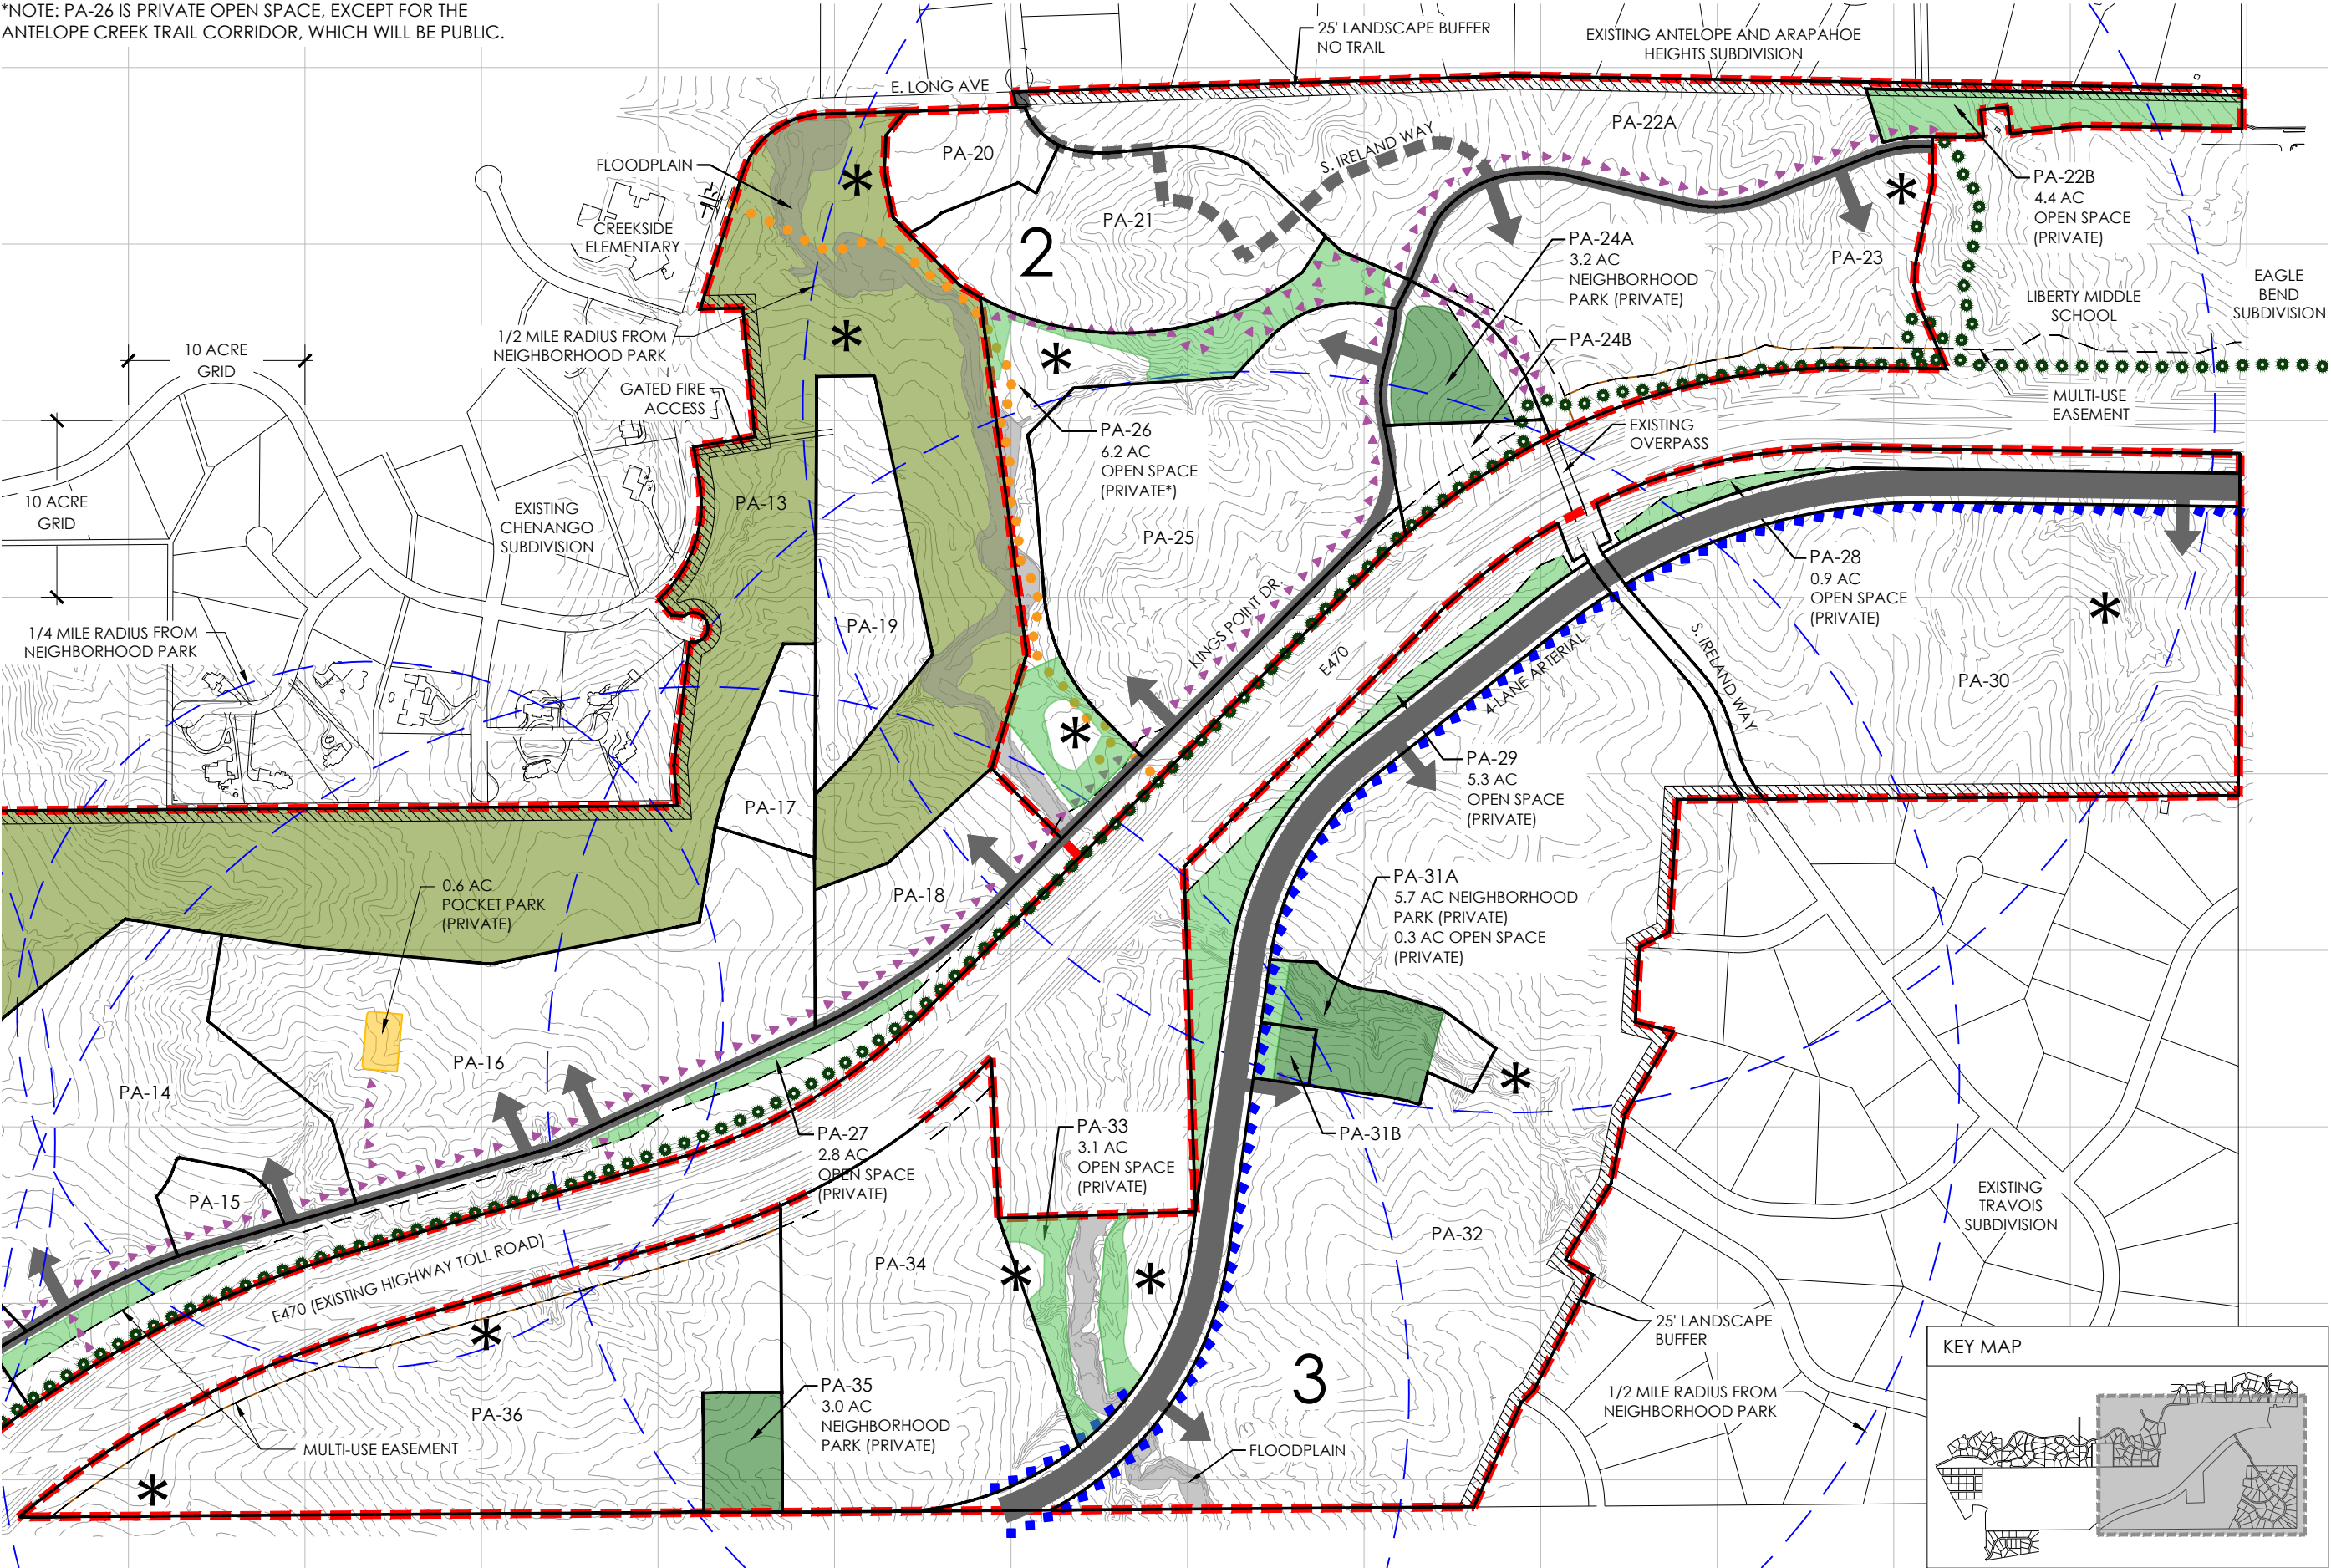 *NOTE: PA-26 IS PRIVATE OPEN SPACE, EXCEPT FOR THE
ANTELOPE CREEK TRAIL CORRIDOR, WHICH WILL BE PUBLIC.
25' LANDSCAPE BUFFER
NO TRAIL
EXISTING ANTELOPE AND ARAPAHOE
HEIGHTS SUBDIVISION
E. LONG AVE
PA-20
S. IRELAND WAY
PA-22A
FLOODPLAIN
*
*
PA-22B
4.4 AC
OPEN SPACE
(PRIVATE)
CREEKSIDE
ELEMENTARY
2
PA-21
PA-24A
3.2 AC
NEIGHBORHOOD
PARK (PRIVATE)
PA-23
LIBERTY MIDDLE
SCHOOL
EAGLE
BEND
SUBDIVISION
1/2 MILE RADIUS FROM
NEIGHBORHOOD PARK
*
*
PA-24B
10 ACRE
GRID
GATED FIRE
ACCESS
MULTI-USE
EASEMENT
PA-26
6.2 AC
OPEN SPACE
(PRIVATE*)
EXISTING
OVERPASS
10 ACRE
GRID
EXISTING
CHENANGO
SUBDIVISION
PA-13
PA-25
PA-28
0.9 AC
OPEN SPACE
(PRIVATE)
*
1/4 MILE RADIUS FROM
NEIGHBORHOOD PARK
PA-19
KINGS POINT DR.
E470
4-LANE ARTERIAL
S. IRELAND WAY
PA-30
*
PA-29
5.3 AC
OPEN SPACE
(PRIVATE)
PA-17
0.6 AC
POCKET PARK
(PRIVATE)
PA-18
PA-31A
5.7 AC NEIGHBORHOOD
PARK (PRIVATE)
0.3 AC OPEN SPACE
(PRIVATE)
PA-14
PA-16
*
PA-27
2.8 AC
OPEN SPACE
(PRIVATE)
PA-33
3.1 AC
OPEN SPACE
(PRIVATE)
PA-31B
PA-15
EXISTING
TRAVOIS
SUBDIVISION
E470 (EXISTING HIGHWAY TOLL ROAD)
PA-34
PA-32
*
*
*
25' LANDSCAPE
BUFFER
KEY MAP
3
PA-35
3.0 AC
NEIGHBORHOOD
PARK (PRIVATE)
1/2 MILE RADIUS FROM
NEIGHBORHOOD PARK
PA-36
MULTI-USE EASEMENT
FLOODPLAIN
*